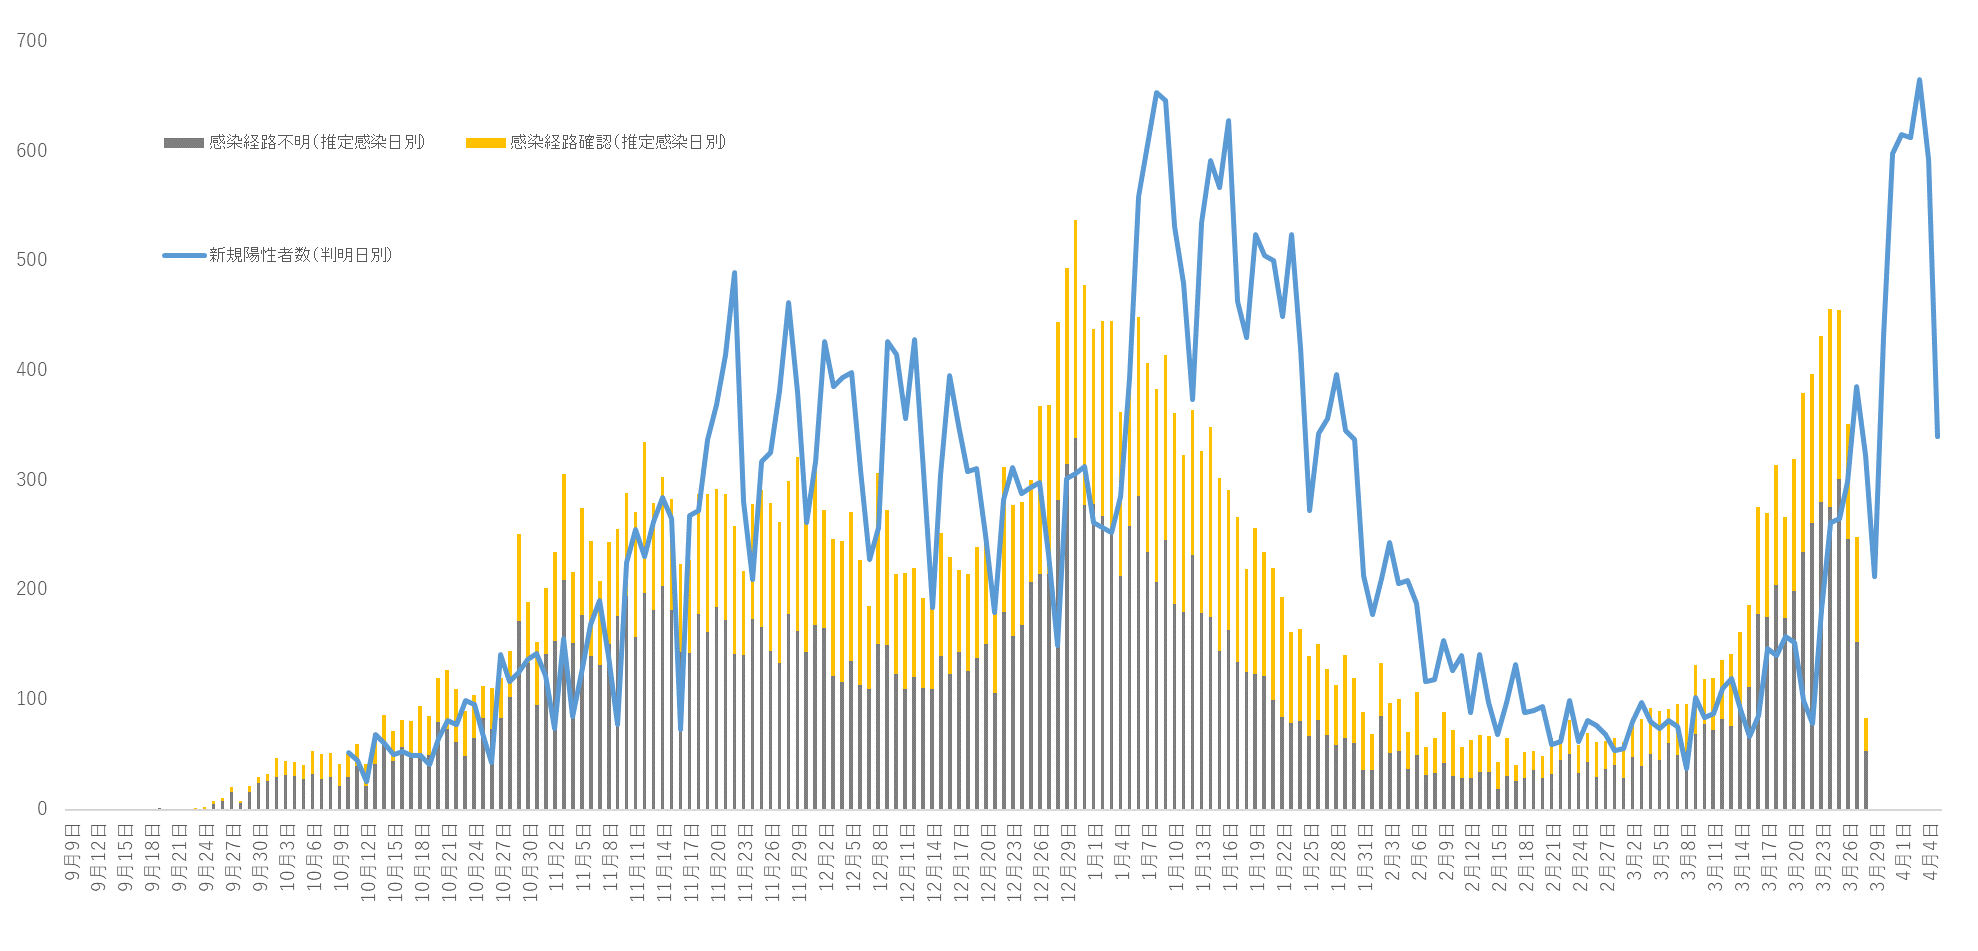 700
600
500
400
300
200
100
0
感染経路不明(推定感染日別)
感染経路確認(推定感染日別)
新規陽性者数(判明日別)
9月9日
9月12日
9月15日
9月18日
9月21日
9月24日
9月27日
9月30日
10月3日
10月6日
10月9日
10月12日
10月15日
10月18日
10月21日
10月24日
10月27日
10月30日
11月2日
11月5日
11月8日
11月11日
11月14日
11月17日
11月20日
11月23日
11月26日
11月29日
12月2日
12月5日
12月8日
12月11日
12月14日
12月17日
12月20日
12月23日
12月26日
12月29日
1月1日
1月4日
1月7日
1月10日
1月13日
1月16日
1月19日
1月22日
1月25日
1月28日
1月31日
2月3日
2月6日
2月9日
2月12日
2月15日
2月18日
2月21日
2月24日
2月27日
3月2日
3月5日
3月8日
3月11日
3月14日
3月17日
3月20日
3月23日
3月26日
3月29日
4月1日
4月4日